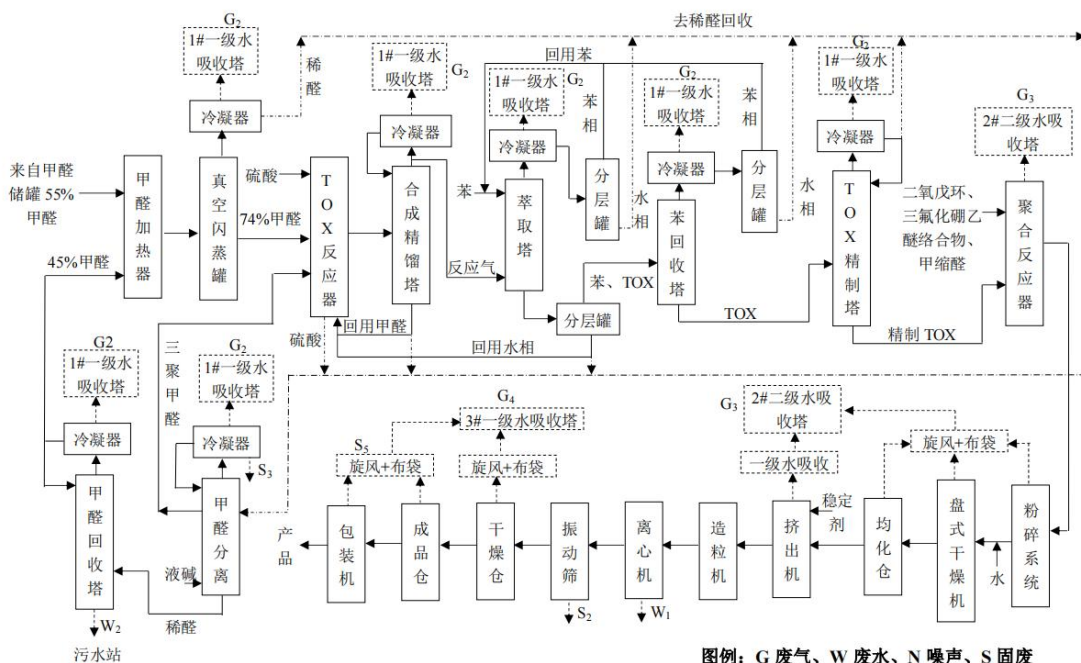 G₂
1#一级水
吸收塔
冷凝器
稀醛
去稀醛回收
1#一级水
吸收塔
G₂
冷凝器
回用苯
1#一级水
吸收塔
G₂
冷凝器
苯相
分层罐
水相
G₂
1#一级水
吸收塔
冷凝器
苯相
分层罐
水相
G₂
1#一级水
吸收塔
冷凝器
G₃
2#二级水吸
收塔
来自甲醛
储罐 55%
甲醛
45%甲醛
甲醛加热器
真空闪蒸罐
硫酸
74%甲醛
TOX反应器
合成精馏塔
反应气
苯
萃取塔
分层罐
苯、TOX
苯回收塔
TOX
TOX精制塔
精制 TOX
二氧戊环、
三氟化硼乙
醚络合物、
甲缩醛
聚合反应器
硫酸
回用甲醛
回用水相
G2
1#一级水
吸收塔
冷凝器
甲醛回收塔
W₂
污水站
三聚甲醛
G₂
1#一级水
吸收塔
冷凝器
S₃
甲醛分离
液碱
稀醛
G₄
3#一级水吸收塔
S₅
旋风+布袋
旋风+布袋
G₃
2#二级水吸
收塔
一级水吸收
旋风+布袋
产品
包装机
成品仓
干燥仓
振动筛
S₂
离心机
W₁
造粒机
挤出机
稳定
剂
均化仓
盘式干燥机
水
粉碎系统
图例：G 废气、W 废水、N 噪声、S 固废